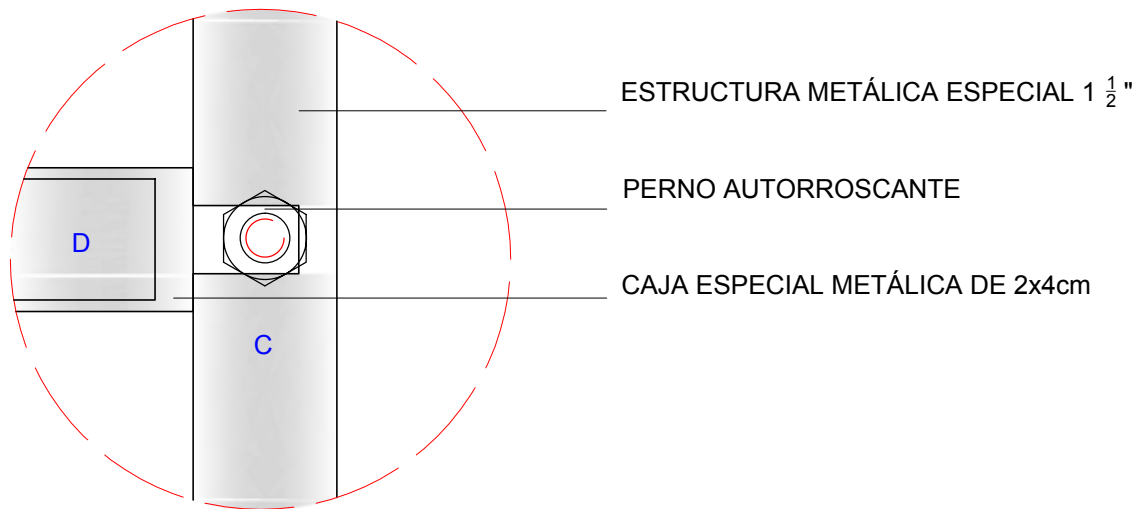 ESTRUCTURA METÁLICA ESPECIAL 1 1/2 "
PERNO AUTORROSCANTE
D
CAJA ESPECIAL METÁLICA DE 2x4cm
C